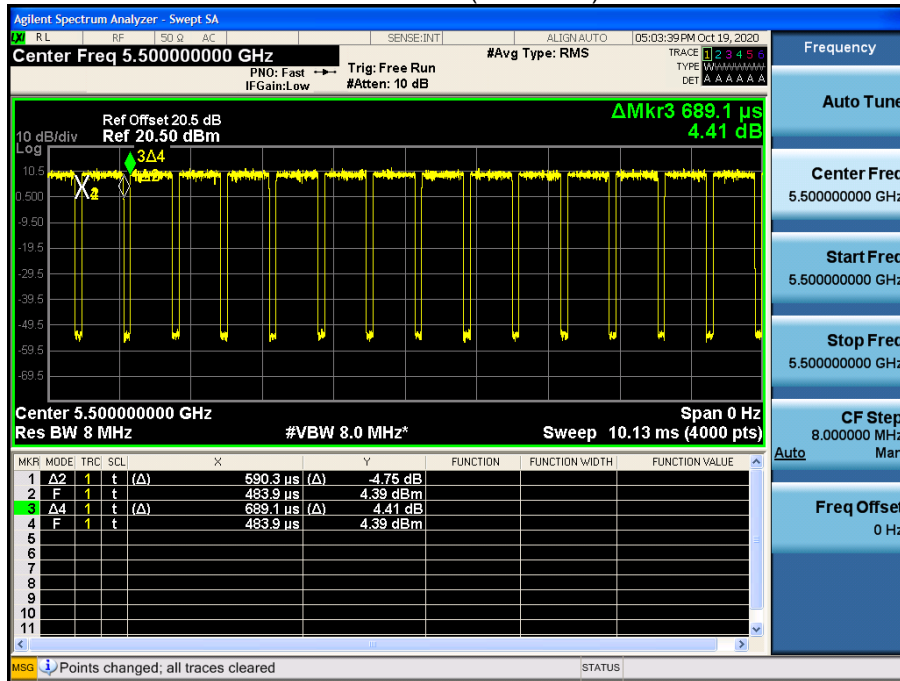 Agilent Spectrum Analyzer - Swept SA
LXI RL RF 50 Ω AC SENSE:INT ALIGN AUTO 05:03:39 PM Oct 19, 2020
Center Freq 5.500000000 GHz
PNO: Fast
IFGain:Low
Trig: Free Run
#Atten: 10 dB
#Avg Type: RMS
TRACE 1 2 3 4 5 6
TYPE WWWWWW
DET A A A A A A
ΔMkr3 689.1 µs
4.41 dB
Ref Offset 20.5 dB
10 dB/div Ref 20.50 dBm
Log
10.5
0.500
-9.50
-19.5
-29.5
-39.5
-49.5
-59.5
-69.5
3Δ4
Center 5.500000000 GHz Span 0 Hz
Res BW 8 MHz #VBW 8.0 MHz* Sweep 10.13 ms (4000 pts)
MKR MODE TRC SCL X Y FUNCTION FUNCTION WIDTH FUNCTION VALUE
1 Δ2 1 t (Δ) 590.3 µs (Δ) -4.75 dB
2 F 1 t 483.9 µs 4.39 dBm
3 Δ4 1 t (Δ) 689.1 µs (Δ) 4.41 dB
4 F 1 t 483.9 µs 4.39 dBm
5
6
7
8
9
10
11
MSG Points changed; all traces cleared STATUS
Frequency
Auto Tune
Center Freq
5.500000000 GHz
Start Freq
5.500000000 GHz
Stop Freq
5.500000000 GHz
CF Step
8.000000 MHz
Auto Man
Freq Offset
0 Hz